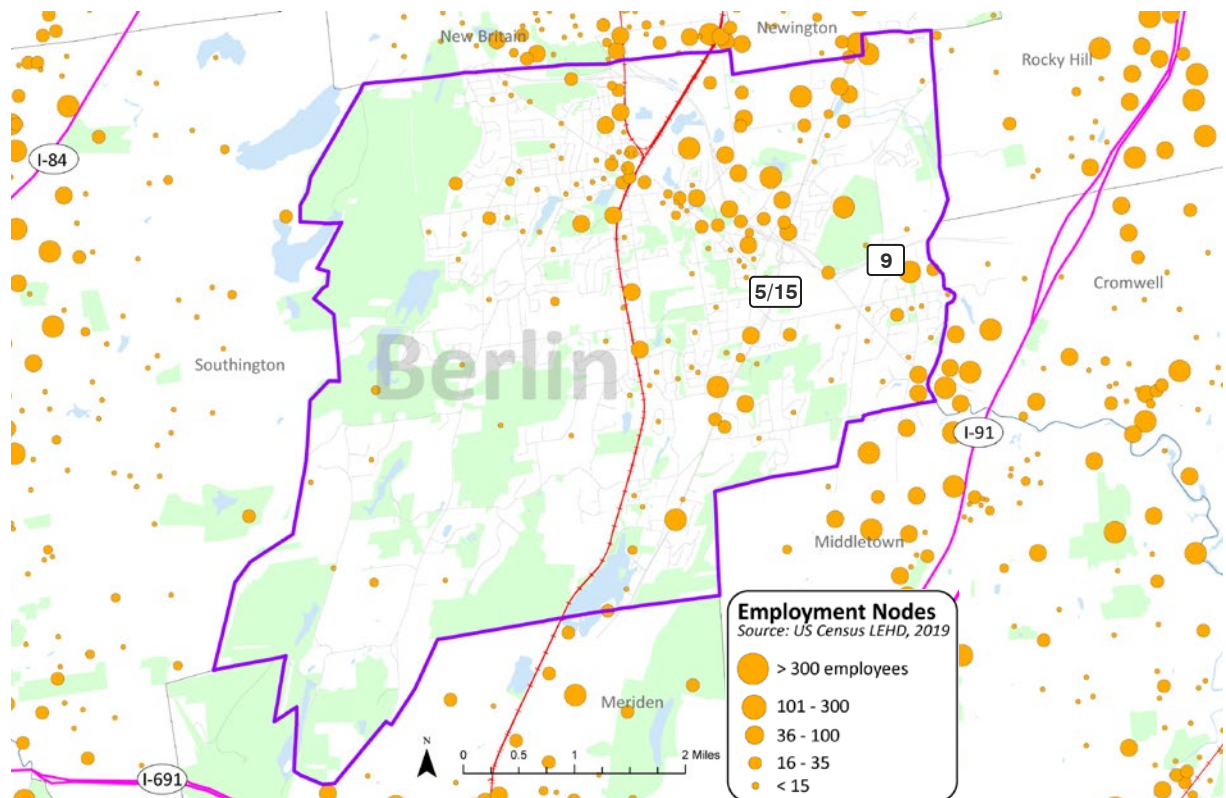 New Britain
Newington
Rocky Hill
I-84
9
Cromwell
5/15
Berlin
Southington
I-91
Middletown
Employment Nodes
Source: US Census LEHD, 2019
> 300 employees
101 - 300
36 - 100
16 - 35
< 15
Meriden
N
0 0.5 1 2 Miles
I-691